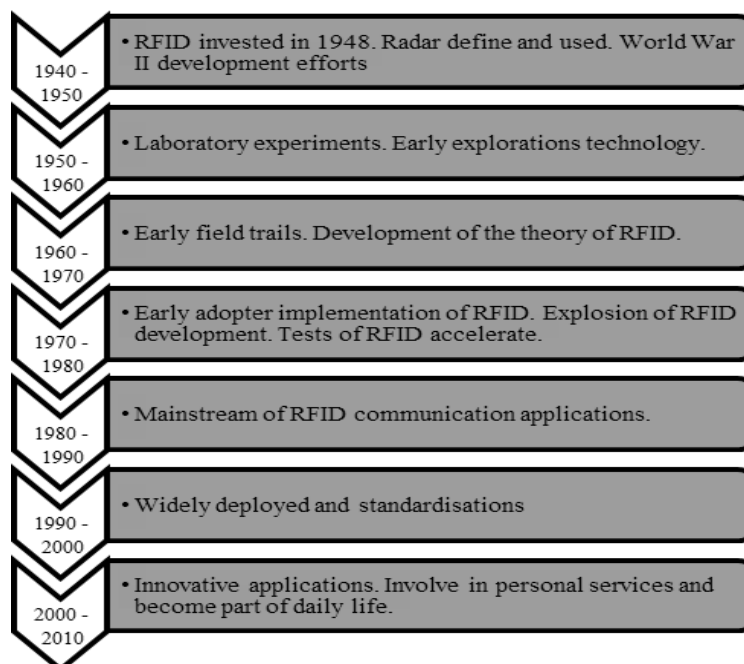 1940 -
1950
• RFID invested in 1948. Radar define and used. World War
II development efforts
1950 -
1960
• Laboratory experiments. Early explorations technology.
1960 -
1970
• Early field trails. Development of the theory of RFID.
1970 -
1980
• Early adopter implementation of RFID. Explosion of RFID
development. Tests of RFID accelerate.
1980 -
1990
• Mainstream of RFID communication applications.
1990 -
2000
• Widely deployed and standardisations
2000 -
2010
• Innovative applications. Involve in personal services and
become part of daily life.